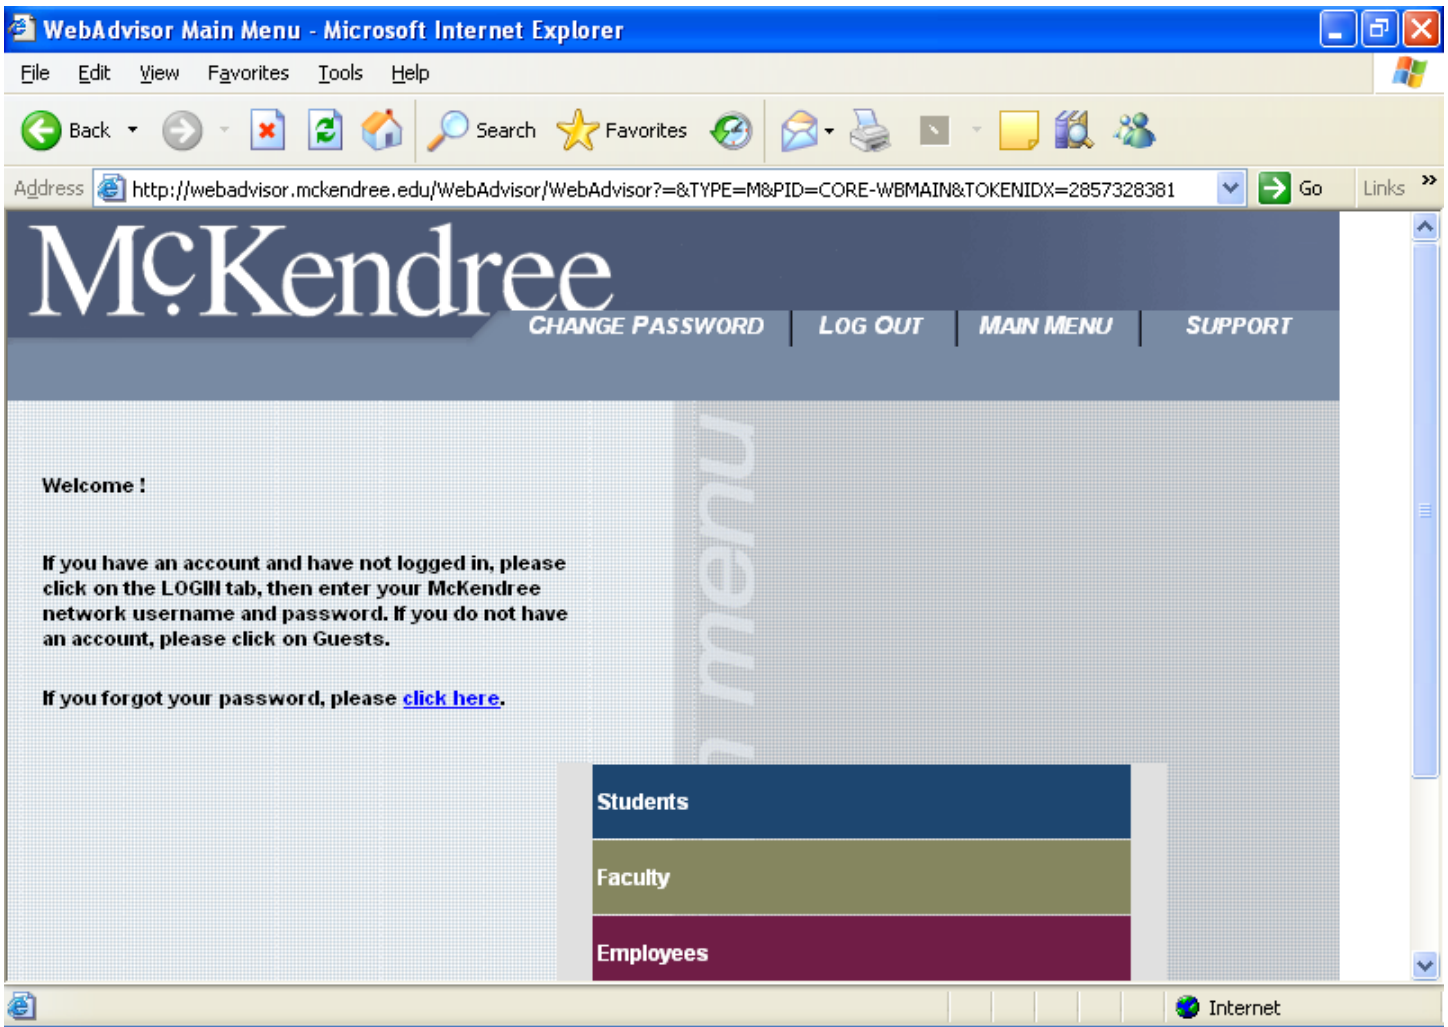 WebAdvisor Main Menu - Microsoft Internet Explorer
File Edit View Favorites Tools Help
Back Search Favorites
Address http://webadvisor.mckendree.edu/WebAdvisor/WebAdvisor?=&TYPE=M&PID=CORE-WBMAIN&TOKENIDX=2857328381 Go Links »
McKendree
CHANGE PASSWORD LOG OUT MAIN MENU SUPPORT
menu
Welcome !
If you have an account and have not logged in, please
click on the LOGIN tab, then enter your McKendree
network username and password. If you do not have
an account, please click on Guests.
If you forgot your password, please click here.
Students
Faculty
Employees
Internet